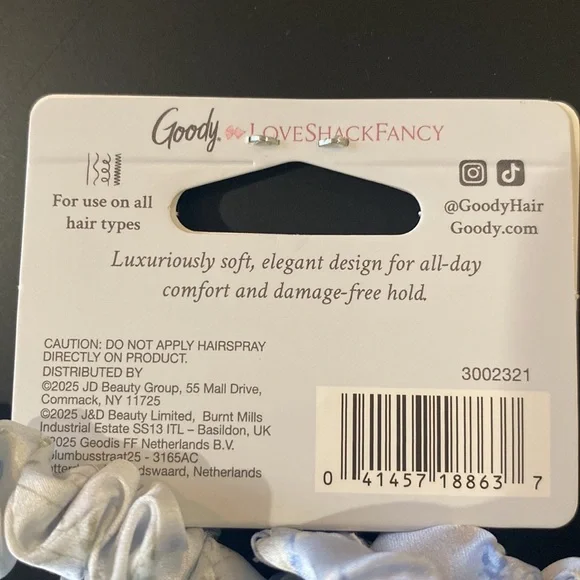 Goody LOVESHACKFANCY
For use on all
hair types
@GoodyHair
Goody.com
Luxuriously soft, elegant design for all-day
comfort and damage-free hold.
CAUTION: DO NOT APPLY HAIRSPRAY
DIRECTLY ON PRODUCT.
DISTRIBUTED BY
©2025 JD Beauty Group, 55 Mall Drive,
Commack, NY 11725
©2025 J&D Beauty Limited, Burnt Mills
Industrial Estate SS13 ITL – Basildon, UK
2025 Geodis FF Netherlands B.V.
olumbusstraat25 - 3165AC
Netherlands
3002321
0 41457 18863 7